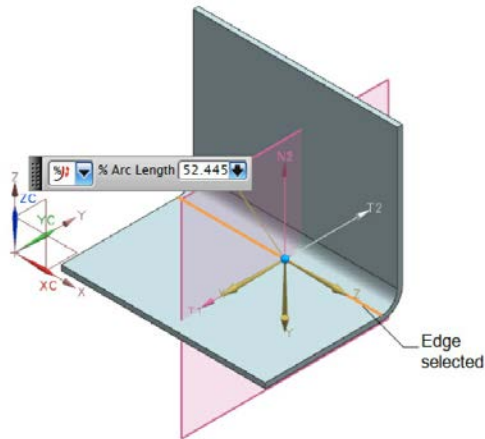 % Arc Length 52.445
N2
T2
Z
ZC
YC
Y
XC
X
X
Z
T1
Y
Edge
selected